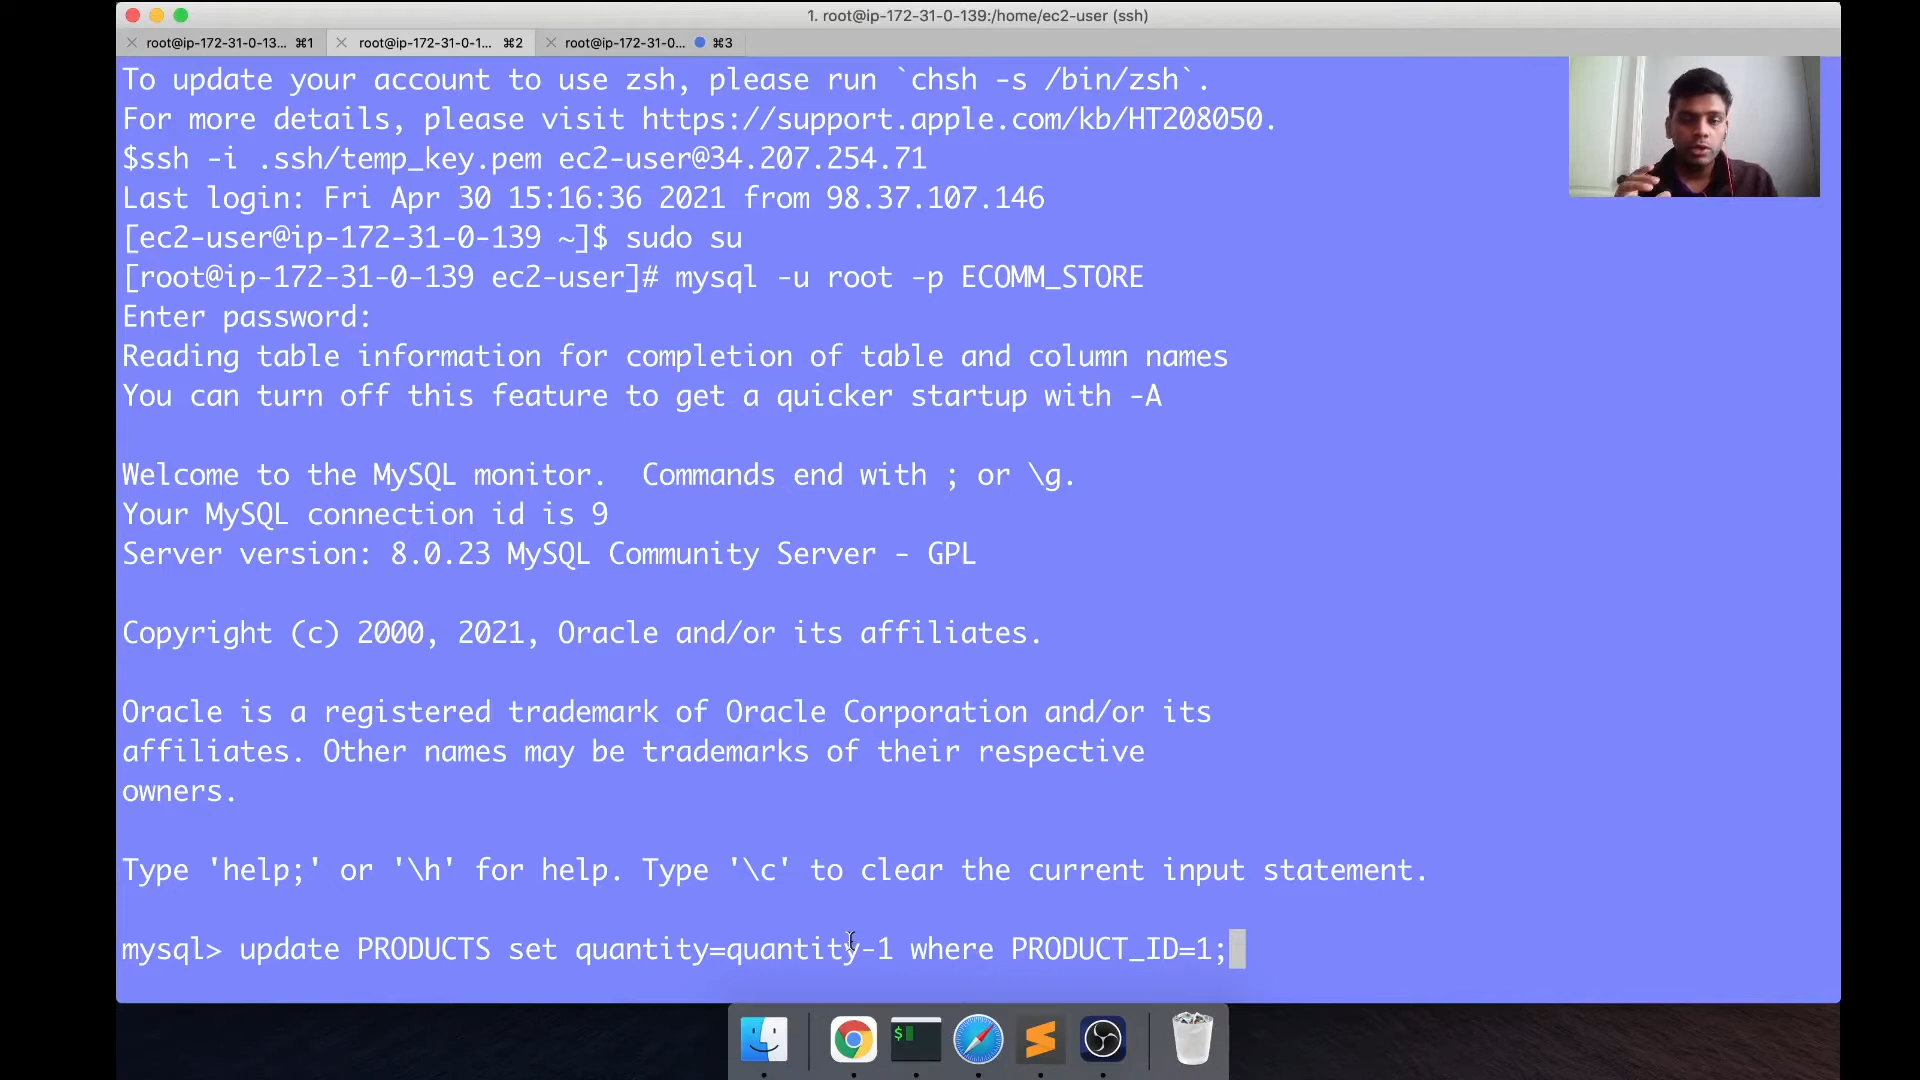 1. root@ip-172-31-0-139:/home/ec2-user (ssh)
root@ip-172-31-0-13... ⌘1
root@ip-172-31-0-1... ⌘2
root@ip-172-31-0... ⌘3
To update your account to use zsh, please run `chsh -s /bin/zsh`.
For more details, please visit https://support.apple.com/kb/HT208050.
$ssh -i .ssh/temp_key.pem ec2-user@34.207.254.71
Last login: Fri Apr 30 15:16:36 2021 from 98.37.107.146
[ec2-user@ip-172-31-0-139 ~]$ sudo su
[root@ip-172-31-0-139 ec2-user]# mysql -u root -p ECOMM_STORE
Enter password:
Reading table information for completion of table and column names
You can turn off this feature to get a quicker startup with -A
Welcome to the MySQL monitor.  Commands end with ; or \g.
Your MySQL connection id is 9
Server version: 8.0.23 MySQL Community Server - GPL
Copyright (c) 2000, 2021, Oracle and/or its affiliates.
Oracle is a registered trademark of Oracle Corporation and/or its
affiliates. Other names may be trademarks of their respective
owners.
Type 'help;' or '\h' for help. Type '\c' to clear the current input statement.
mysql> update PRODUCTS set quantity=quantity-1 where PRODUCT_ID=1;